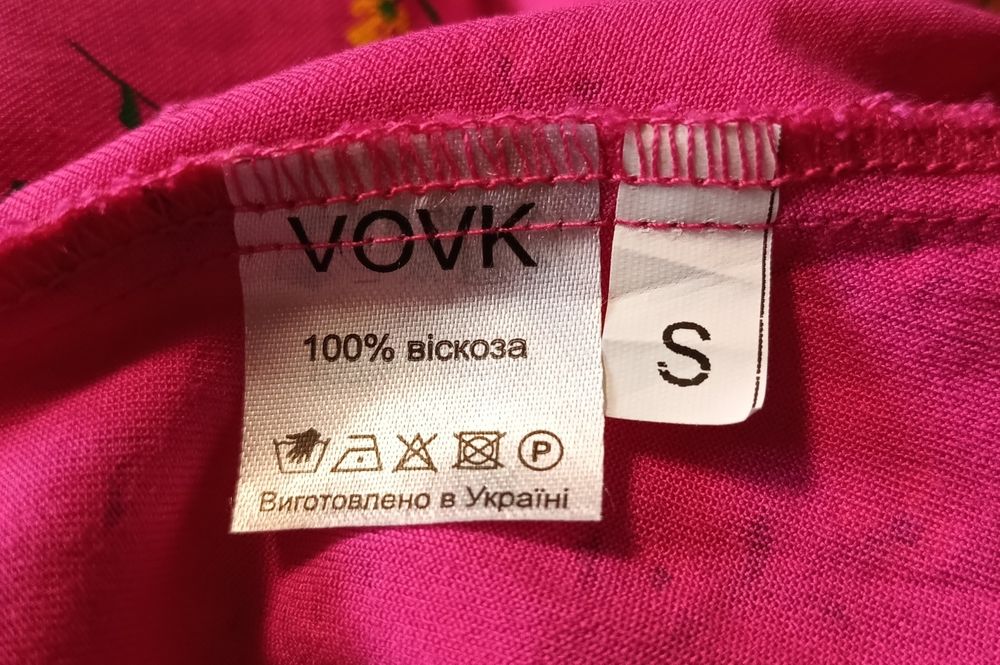 VOVK
100% віскоза
P
Виготовлено в Україні
S